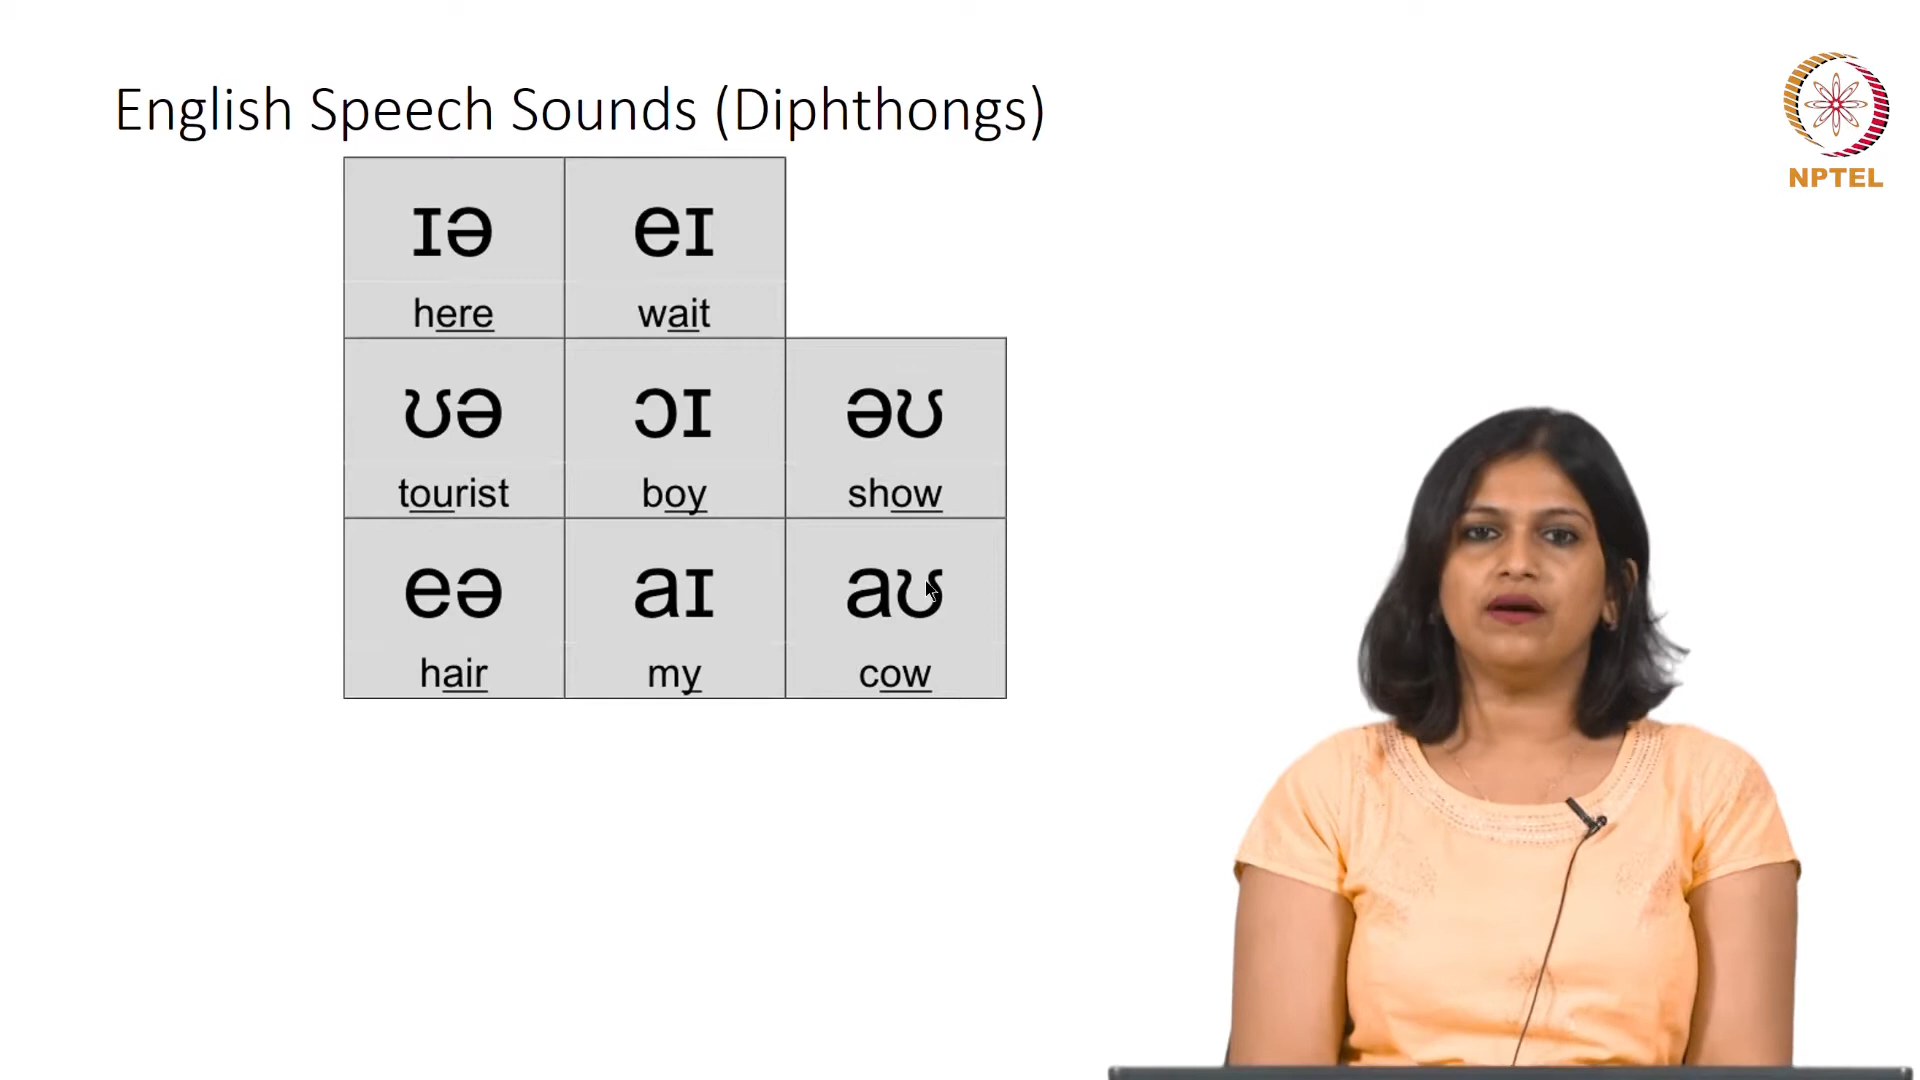 English Speech Sounds (Diphthongs)
NPTEL
ɪə eɪ
here wait
ʊə ɔɪ əʊ
tourist boy show
eə aɪ aʊ
hair my cow